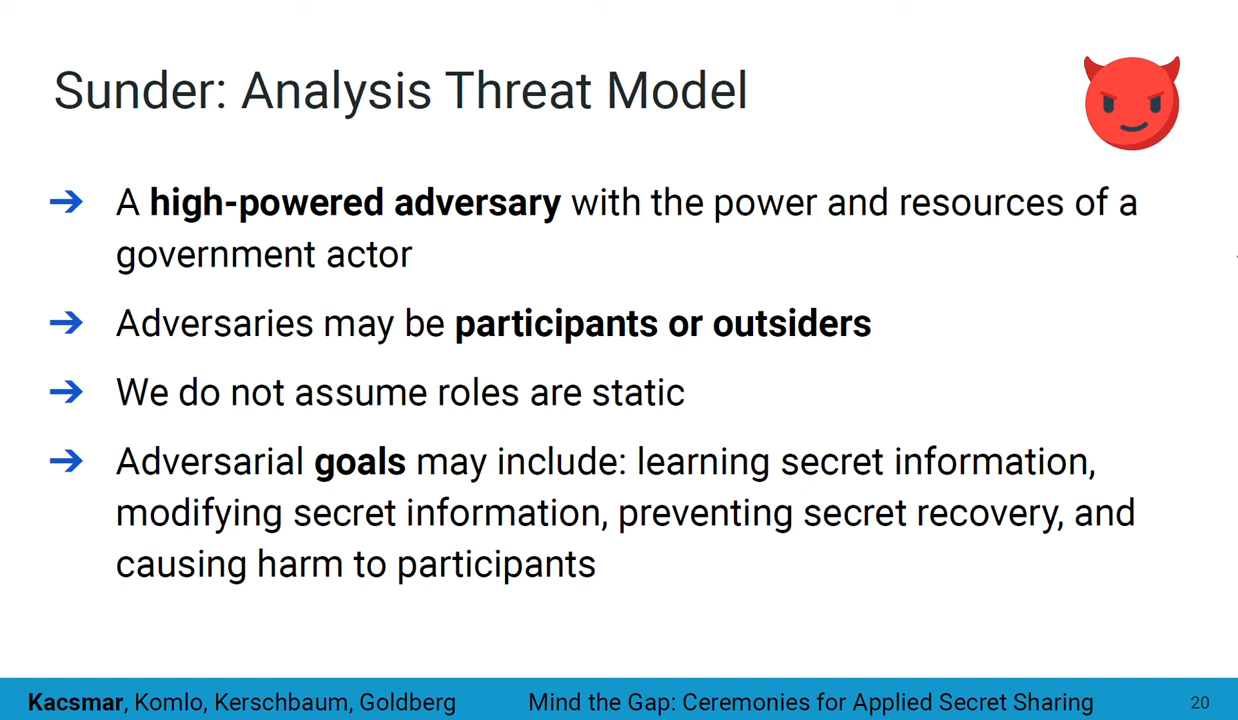 Sunder: Analysis Threat Model
➔ A high-powered adversary with the power and resources of a
government actor
➔ Adversaries may be participants or outsiders
➔ We do not assume roles are static
➔ Adversarial goals may include: learning secret information,
modifying secret information, preventing secret recovery, and
causing harm to participants
Kacsmar, Komlo, Kerschbaum, Goldberg Mind the Gap: Ceremonies for Applied Secret Sharing 20